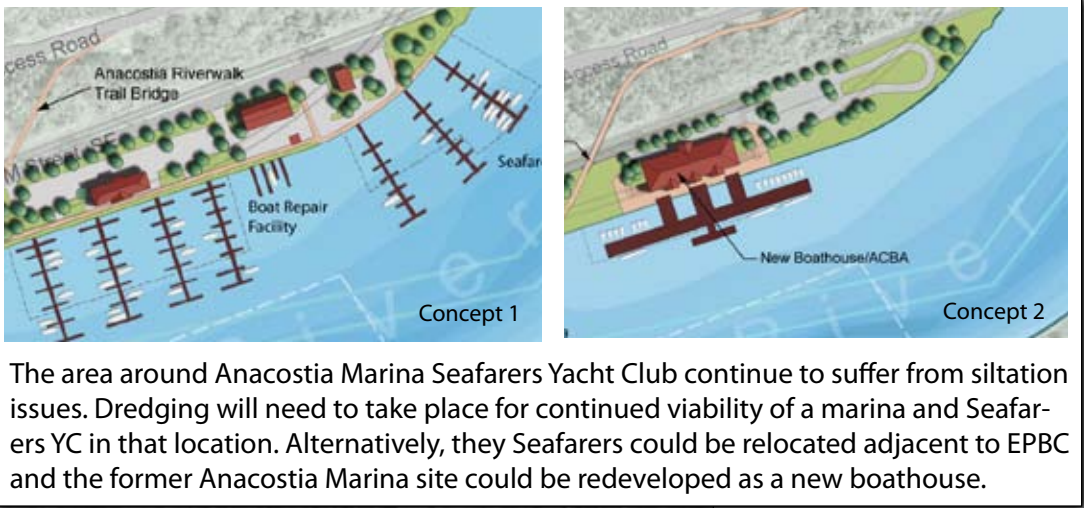 cess Road
Anacostia Riverwalk
Trail Bridge
M Street SE
Seafar
Boat Repair
Facility
River
Concept 1
Access Road
New Boathouse/ACBA
River
Concept 2
The area around Anacostia Marina Seafarers Yacht Club continue to suffer from siltation
issues. Dredging will need to take place for continued viability of a marina and Seafar-
ers YC in that location. Alternatively, they Seafarers could be relocated adjacent to EPBC
and the former Anacostia Marina site could be redeveloped as a new boathouse.